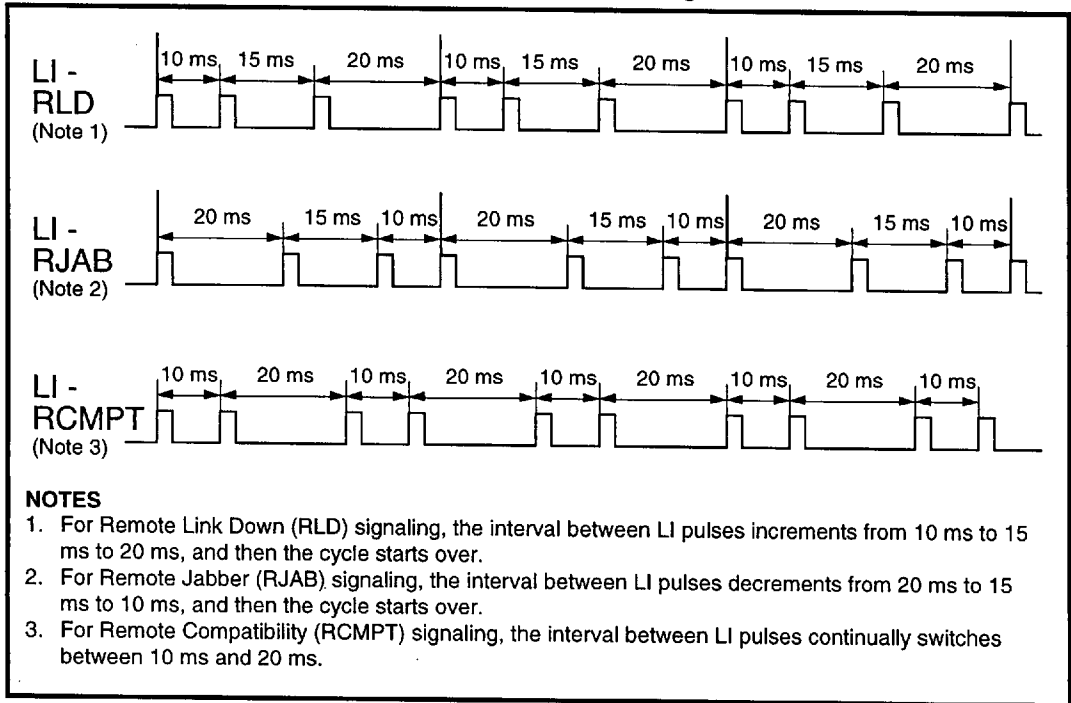 10 ms 15 ms 20 ms 10 ms 15 ms 20 ms 10 ms 15 ms 20 ms
LI -
RLD
(Note 1)
20 ms 15 ms 10 ms 20 ms 15 ms 10 ms 20 ms 15 ms 10 ms
LI -
RJAB
(Note 2)
10 ms 20 ms 10 ms 20 ms 10 ms 20 ms 10 ms 20 ms 10 ms
LI -
RCMPT
(Note 3)
NOTES
1. For Remote Link Down (RLD) signaling, the interval between LI pulses increments from 10 ms to 15
ms to 20 ms, and then the cycle starts over.
2. For Remote Jabber (RJAB) signaling, the interval between LI pulses decrements from 20 ms to 15
ms to 10 ms, and then the cycle starts over.
3. For Remote Compatibility (RCMPT) signaling, the interval between LI pulses continually switches
between 10 ms and 20 ms.